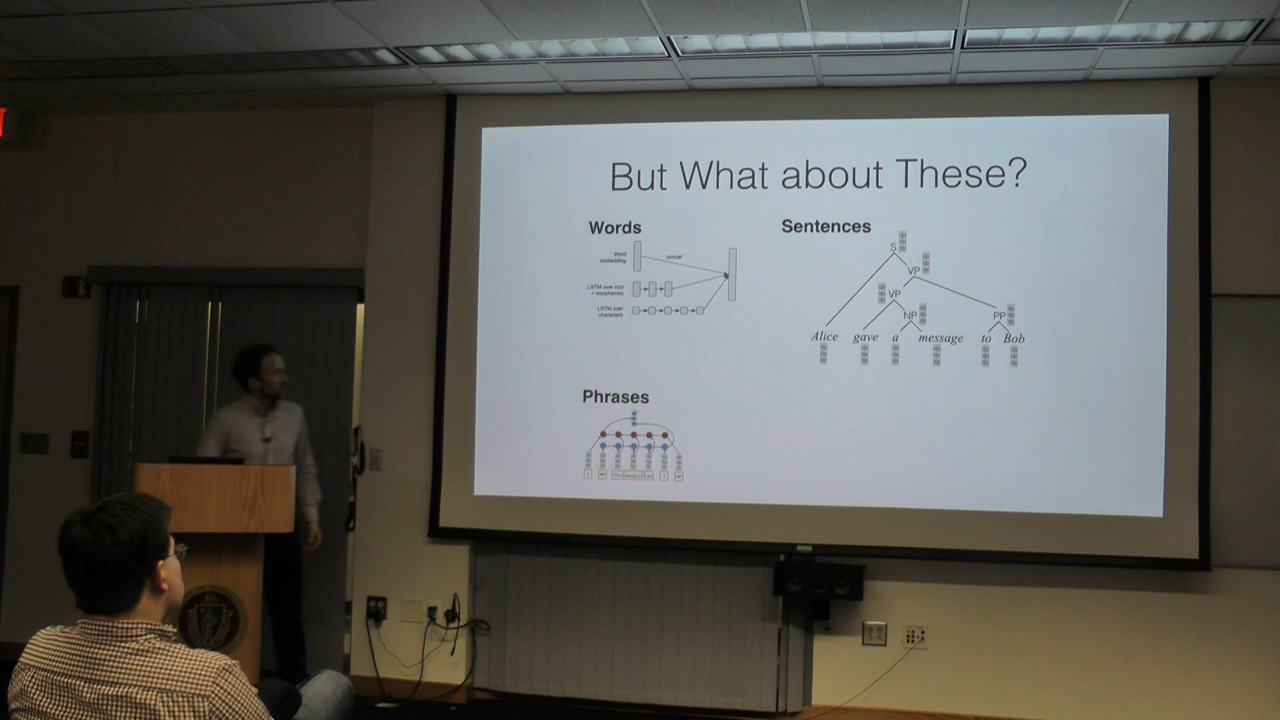 But What about These?
Words
Word
embedding
concat
LSTM over root
+ morphemes
LSTM over
characters
Sentences
S
VP
VP
NP
PP
Alice gave a message to Bob
Phrases